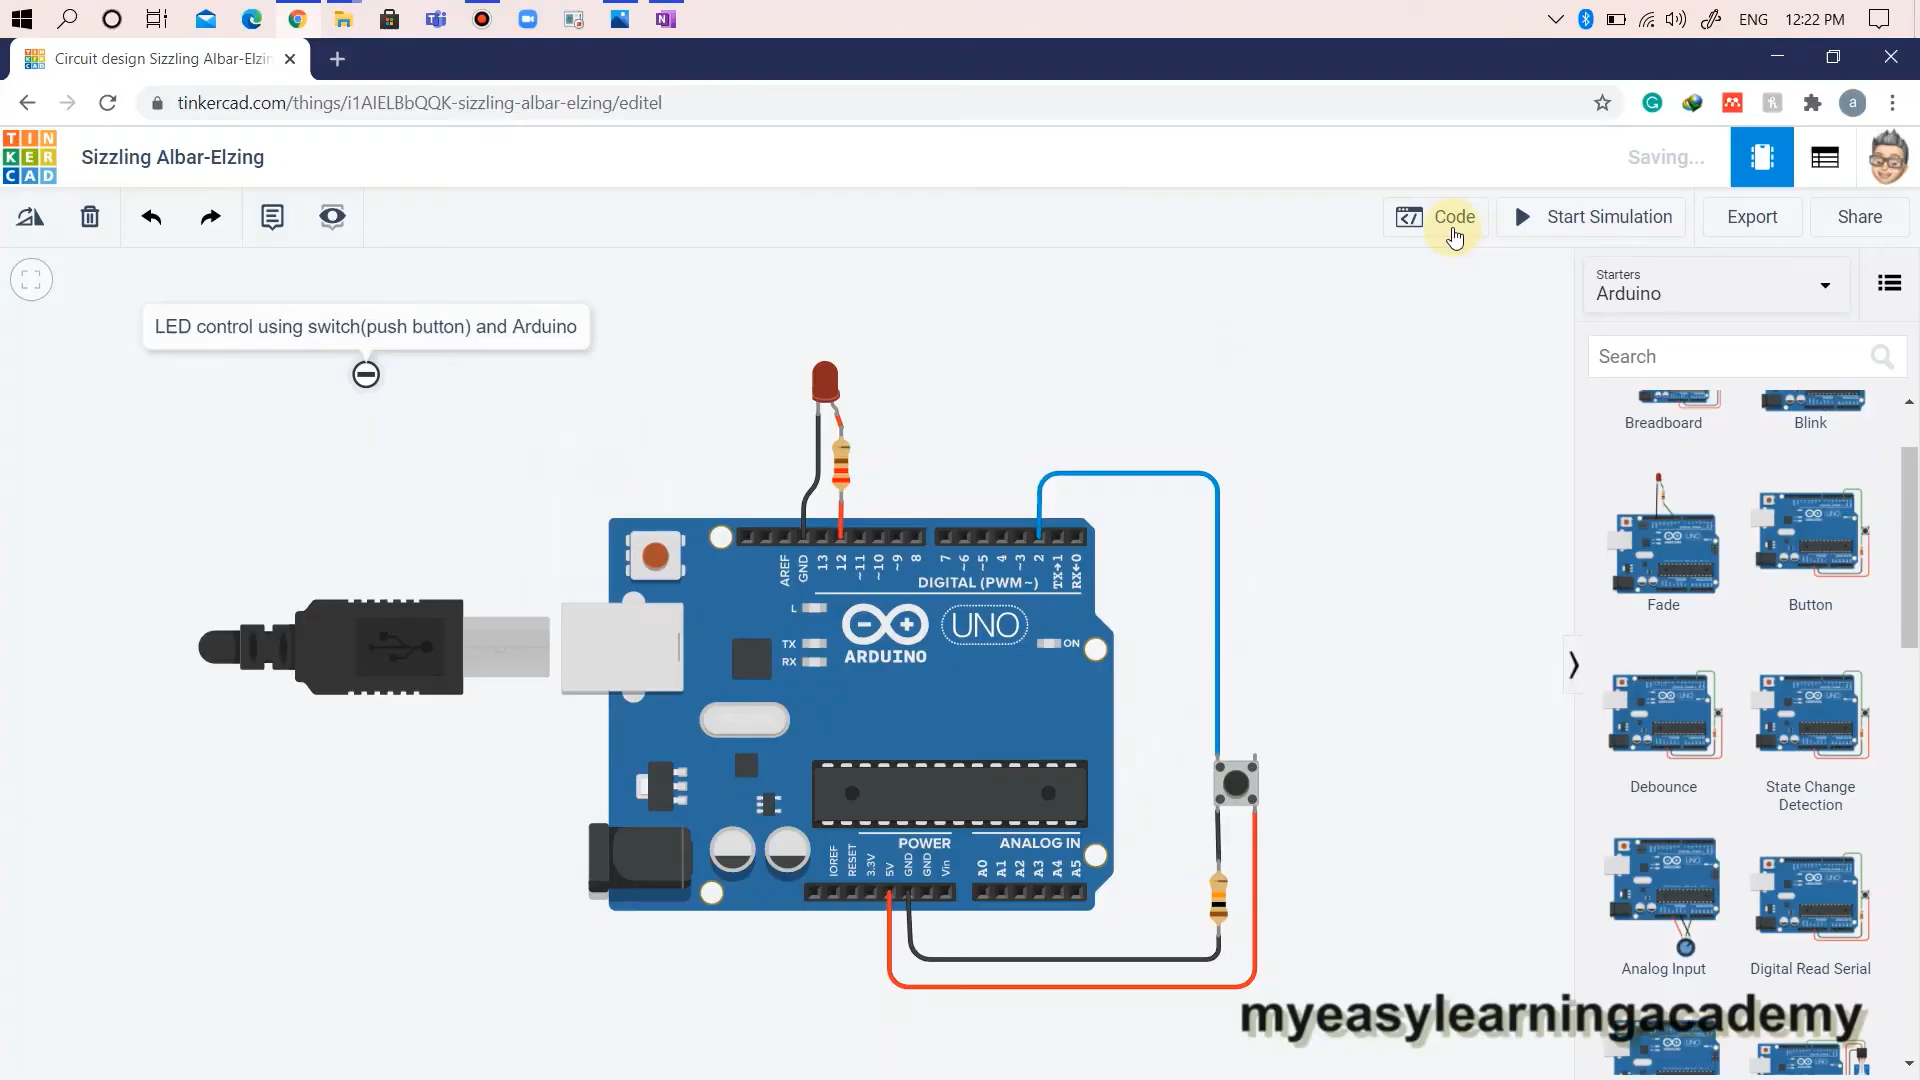 ENG
12:22 PM
Circuit design Sizzling Albar-Elzin
tinkercad.com/things/i1AIELBbQQK-sizzling-albar-elzing/editel
a
TIN
KER
CAD
Sizzling Albar-Elzing
Saving...
Code
Start Simulation
Export
Share
Starters
Arduino
Search
LED control using switch(push button) and Arduino
Breadboard
Blink
Fade
Button
Debounce
State Change
Detection
Analog Input
Digital Read Serial
AREF
GND
13
12
~11
~10
~9
8
7
~6
~5
4
~3
2
TX→1
RX←0
DIGITAL (PWM~)
L
TX
RX
ARDUINO
UNO
ON
POWER
ANALOG IN
IOREF
RESET
3.3V
5V
GND
GND
Vin
A0
A1
A2
A3
A4
A5
myeasylearningacademy